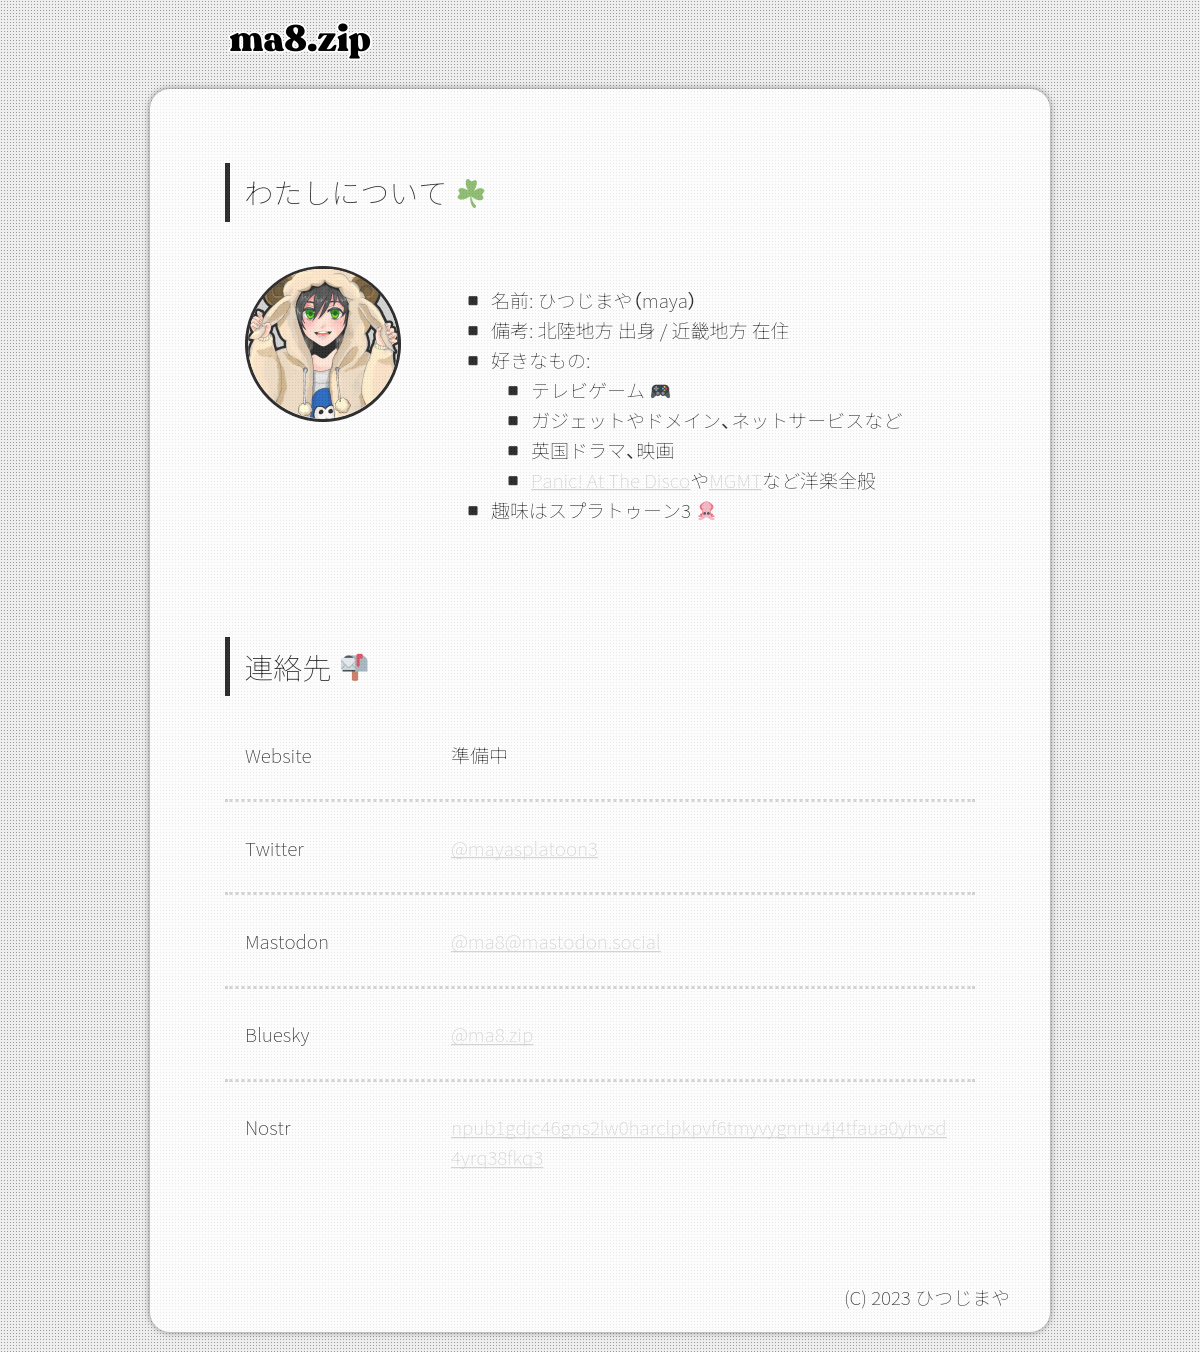 ma8.zip
わたしについて ☘️
名前: ひつじまや（maya）
備考: 北陸地方 出身 / 近畿地方 在住
好きなもの:
テレビゲーム 🎮
ガジェットやドメイン、ネットサービスなど
英国ドラマ、映画
Panic! At The DiscoやMGMTなど洋楽全般
趣味はスプラトゥーン3 🦑
連絡先 📬
Website 準備中
Twitter @mayasplatoon3
Mastodon @ma8@mastodon.social
Bluesky @ma8.zip
Nostr npub1gdjc46gns2lw0harclpkpvf6tmyvygnrtu4j4tfaua0yhvsd
4yrq38fkq3
(C) 2023 ひつじまや